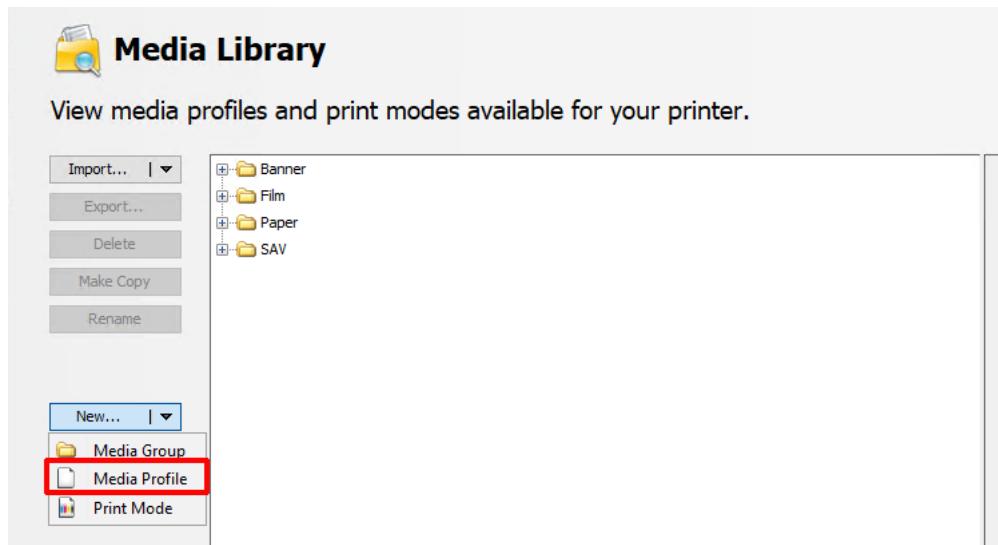 Media Library
View media profiles and print modes available for your printer.
Import...
Export...
Delete
Make Copy
Rename
Banner
Film
Paper
SAV
New...
Media Group
Media Profile
Print Mode